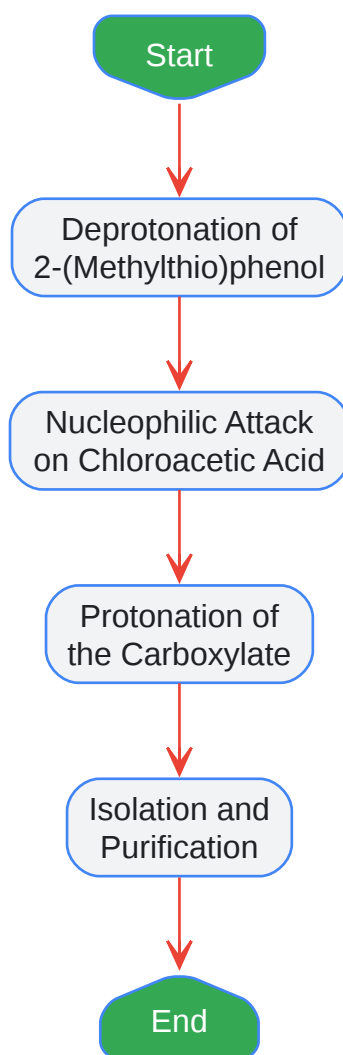 Start
Deprotonation of
2-(Methylthio)phenol
Nucleophilic Attack
on Chloroacetic Acid
Protonation of
the Carboxylate
Isolation and
Purification
End